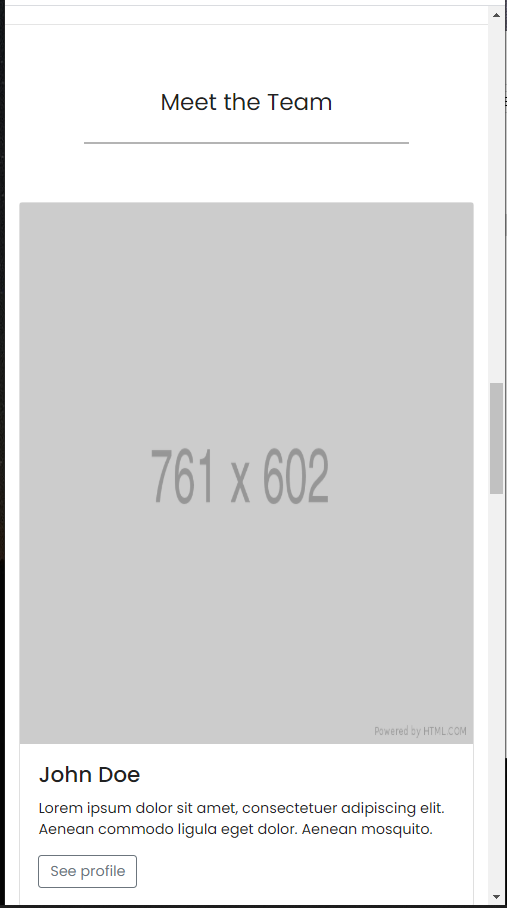 Meet the Team
761 x 602
Powered by HTML.COM
John Doe
Lorem ipsum dolor sit amet, consectetuer adipiscing elit.
Aenean commodo ligula eget dolor. Aenean mosquito.
See profile